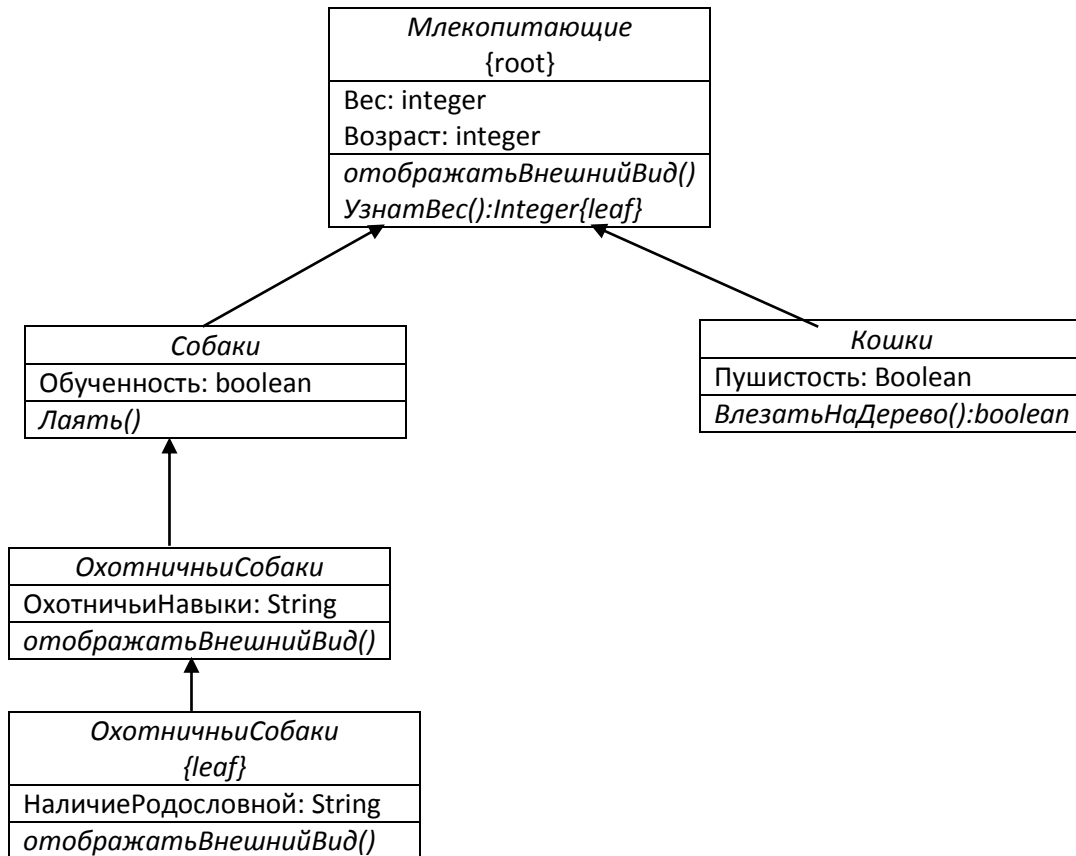 Млекопитающие
{root}
Вес: integer
Возраст: integer
отображатьВнешнийВид()
УзнатВес():Integer{leaf}
Собаки
Обученность: boolean
Лаять()
Кошки
Пушистость: Boolean
ВлезатьНаДерево():boolean
ОхотничньиСобаки
ОхотничьиНавыки: String
отображатьВнешнийВид()
ОхотничньиСобаки
{leaf}
НаличиеРодословной: String
отображатьВнешнийВид()